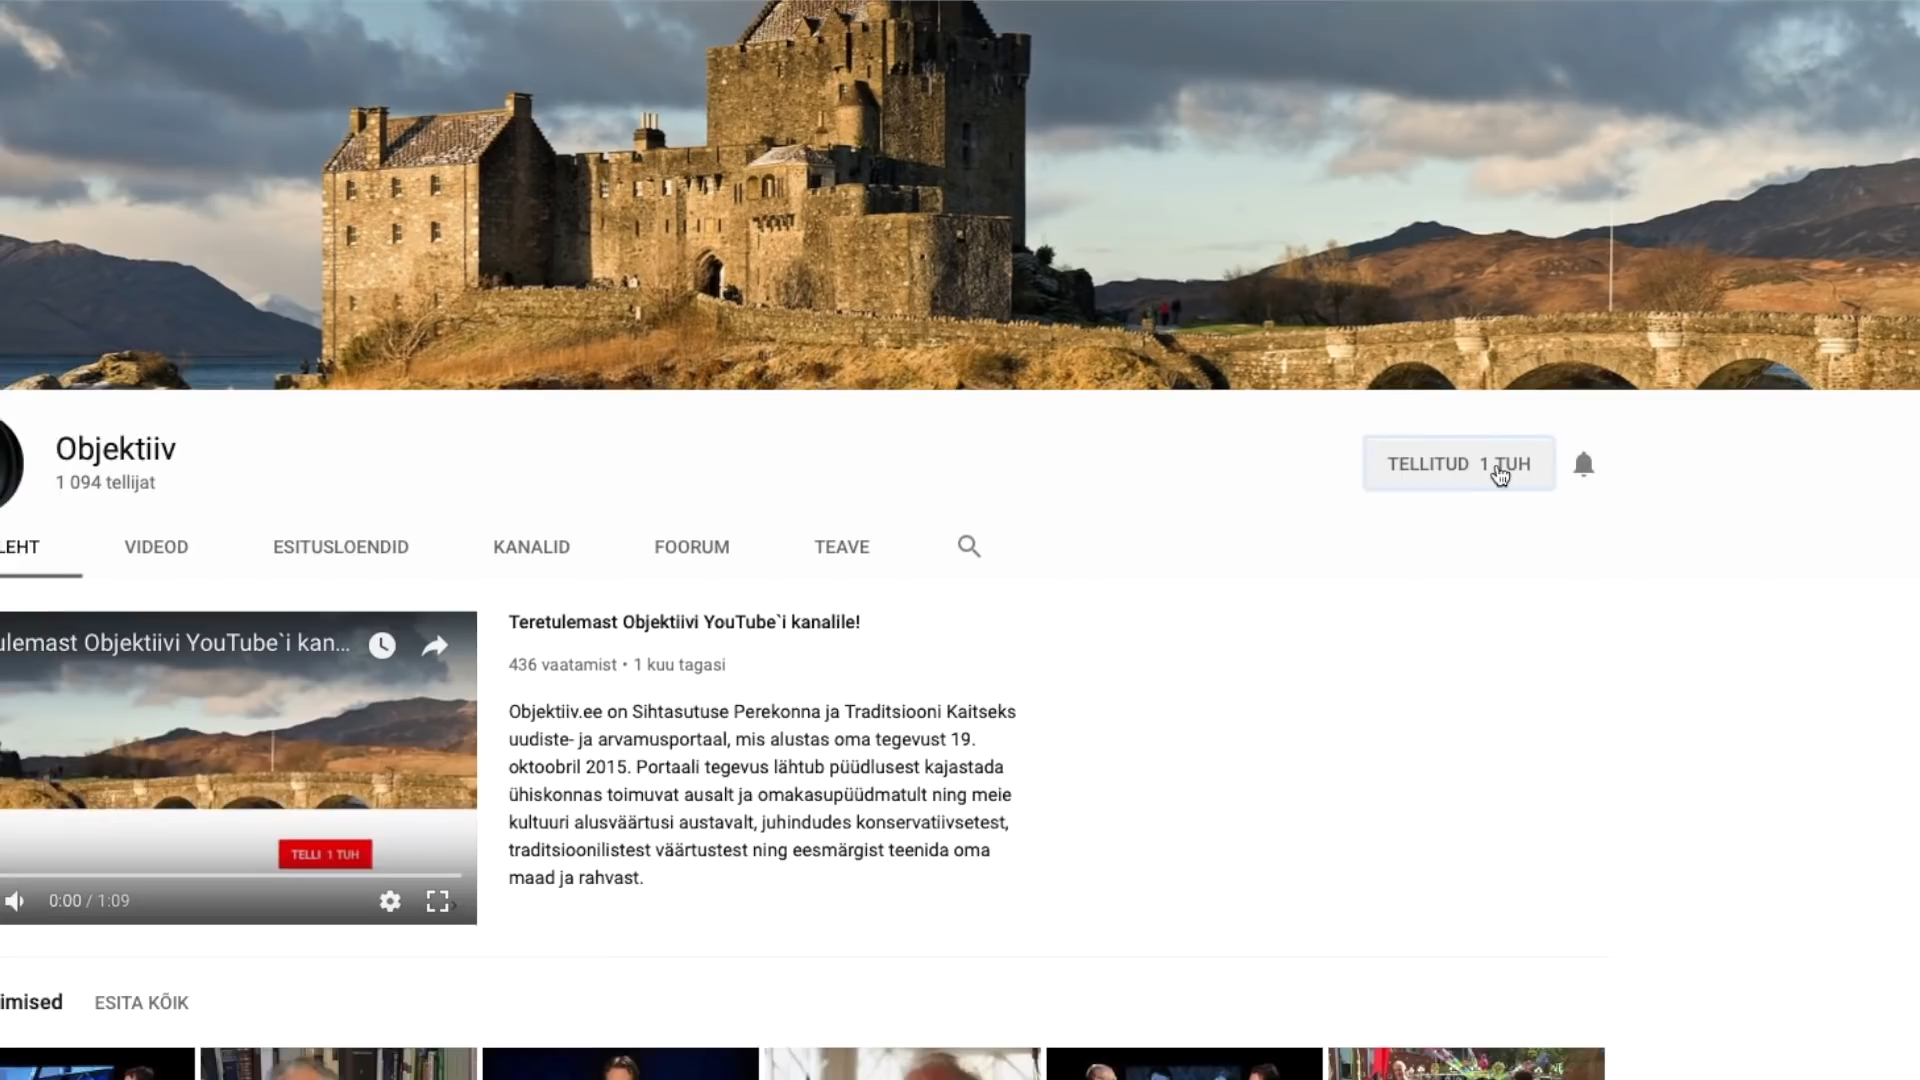 Objektiiv
1 094 tellijat
TELLITUD 1 TUH
LEHT
VIDEOD
ESITUSLOENDID
KANALID
FOORUM
TEAVE
ulemast Objektiivi YouTube`i kan...
TELLI 1 TUH
0:00 / 1:09
Teretulemast Objektiivi YouTube`i kanalile!
436 vaatamist • 1 kuu tagasi
Objektiiv.ee on Sihtasutuse Perekonna ja Traditsiooni Kaitseks
uudiste- ja arvamusportaal, mis alustas oma tegevust 19.
oktoobril 2015. Portaali tegevus lähtub püüdlusest kajastada
ühiskonnas toimuvat ausalt ja omakasupüüdmatult ning meie
kultuuri alusväärtusi austavalt, juhindudes konservatiivsetest,
traditsioonilistest väärtustest ning eesmärgist teenida oma
maad ja rahvast.
imised
ESITA KÕIK